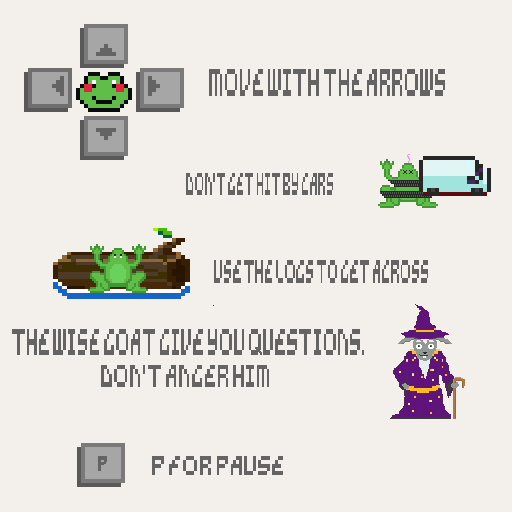 MOVE WITH THE ARROWS
DON'T GET HIT BY CARS
USE THE LOGS TO GET ACROSS
THE WISE GOAT GIVE YOU QUESTIONS.
DON'T ANGER HIM
P
P FOR PAUSE